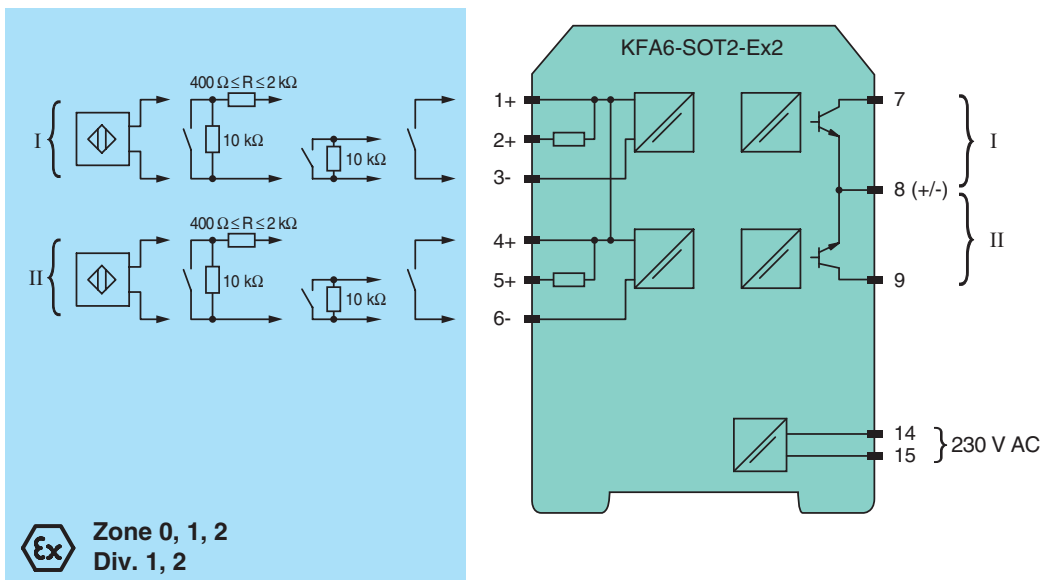 KFA6-SOT2-Ex2
400 Ω ≤ R ≤ 2 kΩ
I
10 kΩ
10 kΩ
400 Ω ≤ R ≤ 2 kΩ
II
10 kΩ
10 kΩ
1+
2+
3-
4+
5+
6-
7
I
8 (+/-)
II
9
14
15
230 V AC
Ex
Zone 0, 1, 2
Div. 1, 2